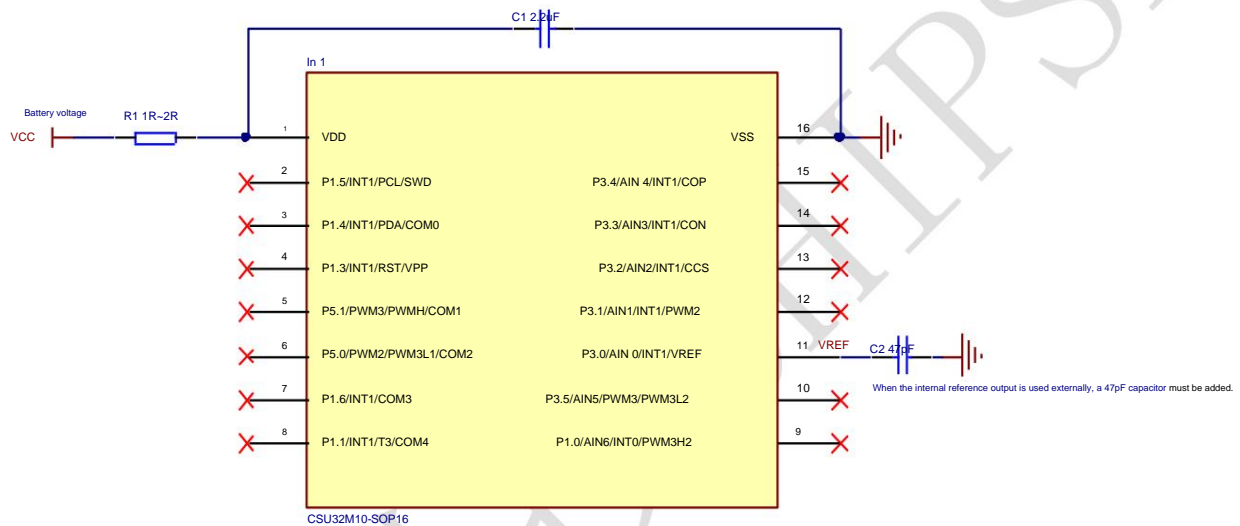 C1 2.2uF
In 1
Battery voltage
R1 1R~2R
VCC
1 VDD
VSS 16
2 P1.5/INT1/PCL/SWD
P3.4/AIN 4/INT1/COP 15
3 P1.4/INT1/PDA/COM0
P3.3/AIN3/INT1/CON 14
4 P1.3/INT1/RST/VPP
P3.2/AIN2/INT1/CCS 13
5 P5.1/PWM3/PWMH/COM1
P3.1/AIN1/INT1/PWM2 12
6 P5.0/PWM2/PWM3L1/COM2
P3.0/AIN 0/INT1/VREF 11 VREF C2 47pF
When the internal reference output is used externally, a 47pF capacitor must be added.
7 P1.6/INT1/COM3
P3.5/AIN5/PWM3/PWM3L2 10
8 P1.1/INT1/T3/COM4
P1.0/AIN6/INT0/PWM3H2 9
CSU32M10-SOP16